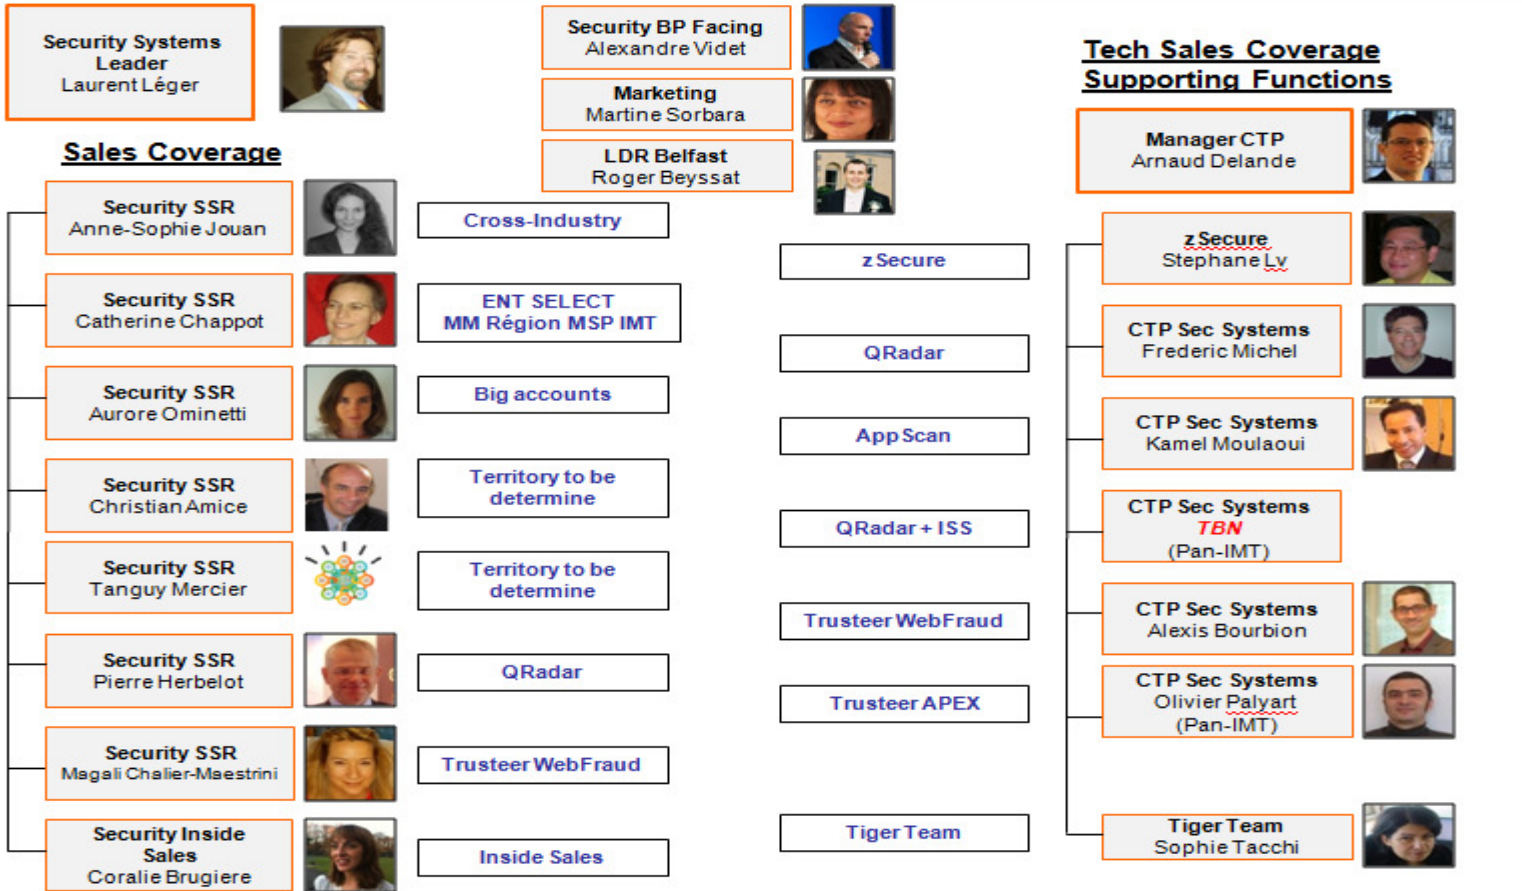 Security Systems
Leader
Laurent Léger
Security BP Facing
Alexandre Videt
Marketing
Martine Sorbara
LDR Belfast
Roger Beyssat
Tech Sales Coverage
Supporting Functions
Manager CTP
Arnaud Delande
Sales Coverage
Security SSR
Anne-Sophie Jouan
Cross-Industry
Security SSR
Catherine Chappot
ENT SELECT
MM Région MSP IMT
Security SSR
Aurore Ominetti
Big accounts
Security SSR
Christian Amice
Territory to be
determine
Security SSR
Tanguy Mercier
Territory to be
determine
Security SSR
Pierre Herbelot
QRadar
Security SSR
Magali Chalier-Maestrini
Trusteer WebFraud
Security Inside
Sales
Coralie Brugiere
Inside Sales
zSecure
zSecure
Stephane Ly
QRadar
CTP Sec Systems
Frederic Michel
AppScan
CTP Sec Systems
Kamel Moulaoui
QRadar + ISS
CTP Sec Systems
TBN
(Pan-IMT)
Trusteer WebFraud
CTP Sec Systems
Alexis Bourbion
Trusteer APEX
CTP Sec Systems
Olivier Palyart
(Pan-IMT)
Tiger Team
Tiger Team
Sophie Tacchi